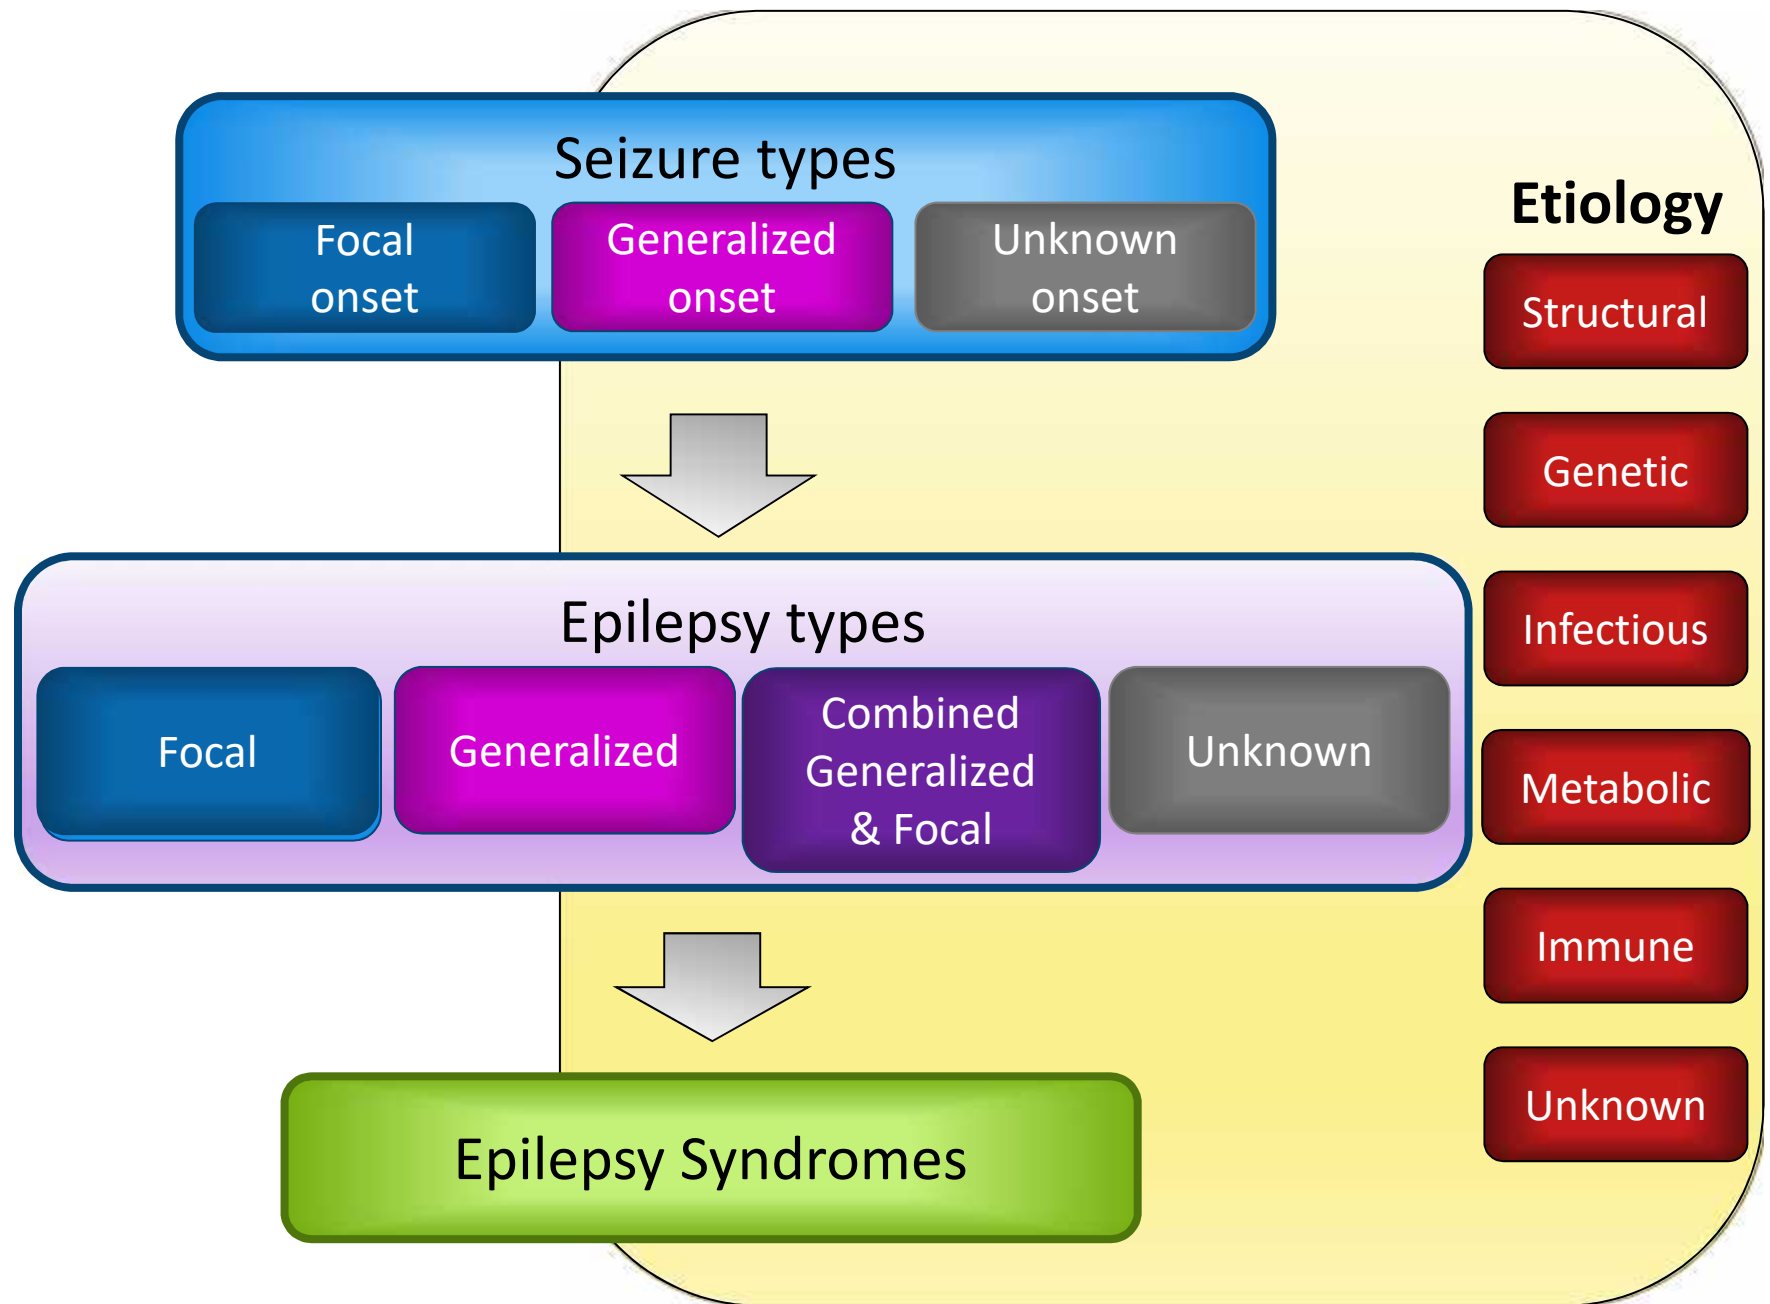 Seizure types
Focal
onset
Generalized
onset
Unknown
onset
Epilepsy types
Focal
Generalized
Combined
Generalized
& Focal
Unknown
Epilepsy Syndromes
Etiology
Structural
Genetic
Infectious
Metabolic
Immune
Unknown